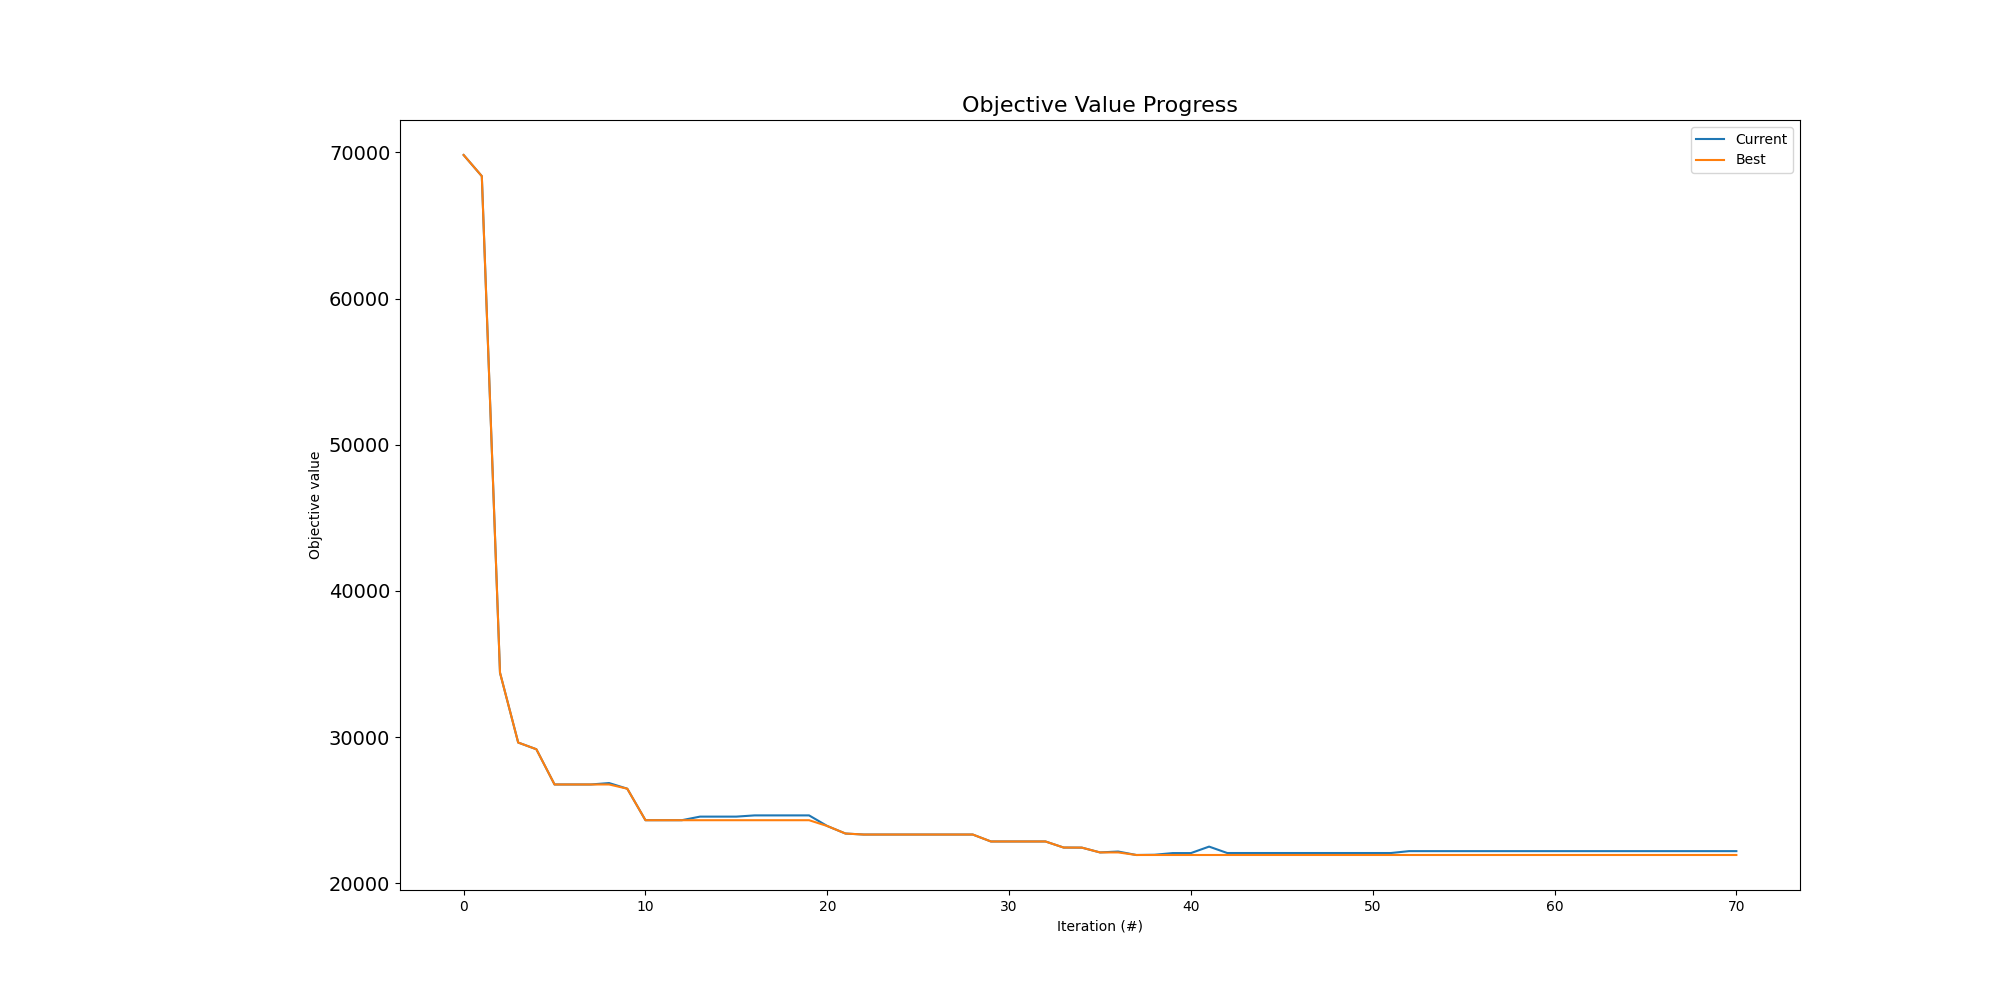 Objective Value Progress
Current
Best
70000
60000
50000
40000
30000
20000
Objective value
0 10 20 30 40 50 60 70
Iteration (#)